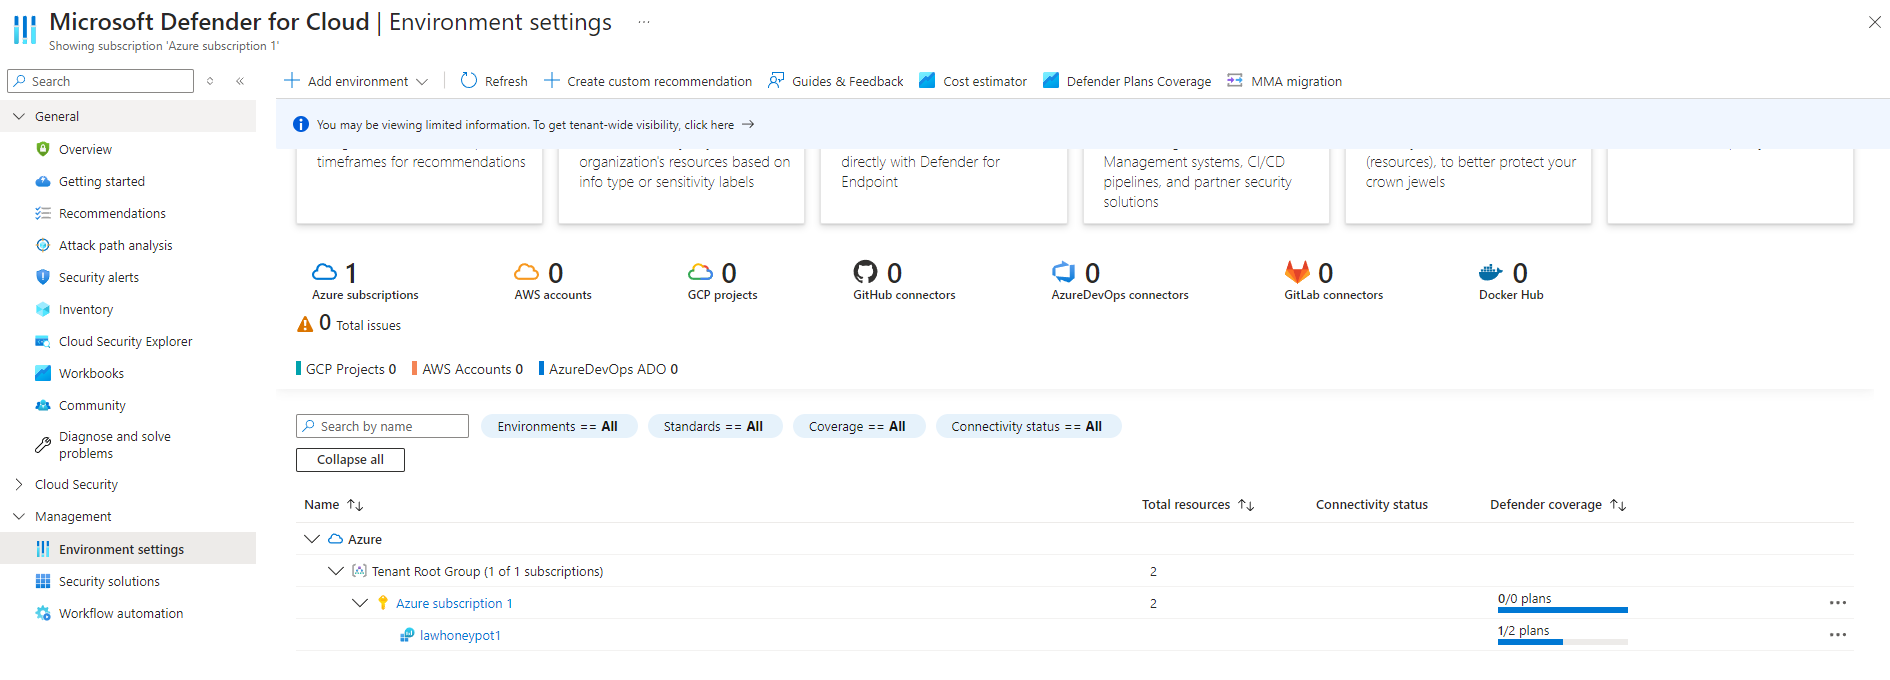 Microsoft Defender for Cloud | Environment settings ...
Showing subscription 'Azure subscription 1'
Search
Add environment
Refresh
Create custom recommendation
Guides & Feedback
Cost estimator
Defender Plans Coverage
MMA migration
You may be viewing limited information. To get tenant-wide visibility, click here →
General
Overview
Getting started
Recommendations
Attack path analysis
Security alerts
Inventory
Cloud Security Explorer
Workbooks
Community
Diagnose and solve
problems
Cloud Security
Management
Environment settings
Security solutions
Workflow automation
timeframes for recommendations
organization's resources based on
info type or sensitivity labels
directly with Defender for
Endpoint
Management systems, CI/CD
pipelines, and partner security
solutions
(resources), to better protect your
crown jewels
1
Azure subscriptions
0
AWS accounts
0
GCP projects
0
GitHub connectors
0
AzureDevOps connectors
0
GitLab connectors
0
Docker Hub
0 Total issues
GCP Projects 0
AWS Accounts 0
AzureDevOps ADO 0
Search by name
Environments == All
Standards == All
Coverage == All
Connectivity status == All
Collapse all
Name ↑↓
Total resources ↑↓
Connectivity status
Defender coverage ↑↓
Azure
Tenant Root Group (1 of 1 subscriptions)
2
Azure subscription 1
2
0/0 plans
lawhoneypot1
1/2 plans